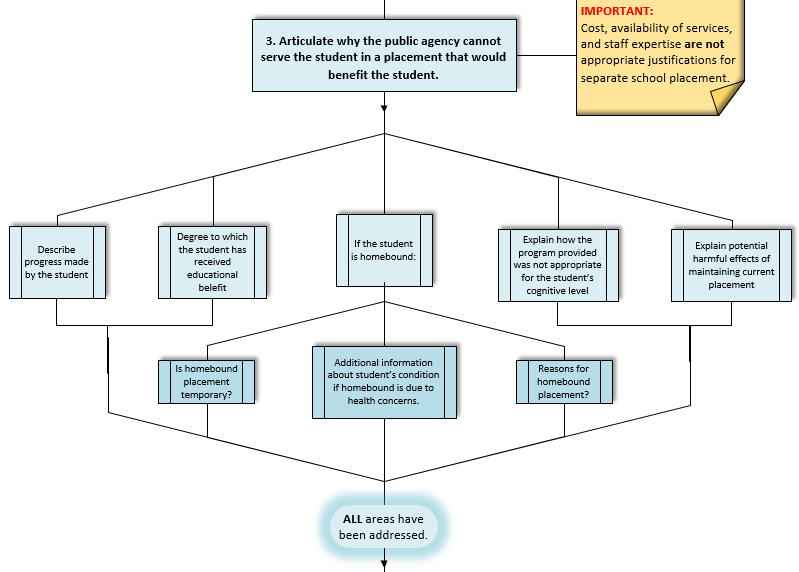 IMPORTANT:
Cost, availability of services,
and staff expertise are not
appropriate justifications for
separate school placement.
3. Articulate why the public agency cannot
serve the student in a placement that would
benefit the student.
Describe
progress made
by the student
Degree to which
the student has
received
educational
belefit
If the student
is homebound:
Explain how the
program provided
was not appropriate
for the student's
cognitive level
Explain potential
harmful effects of
maintaining current
placement
Is homebound
placement
temporary?
Additional information
about student's condition
if homebound is due to
health concerns.
Reasons for
homebound
placement?
ALL areas have
been addressed.